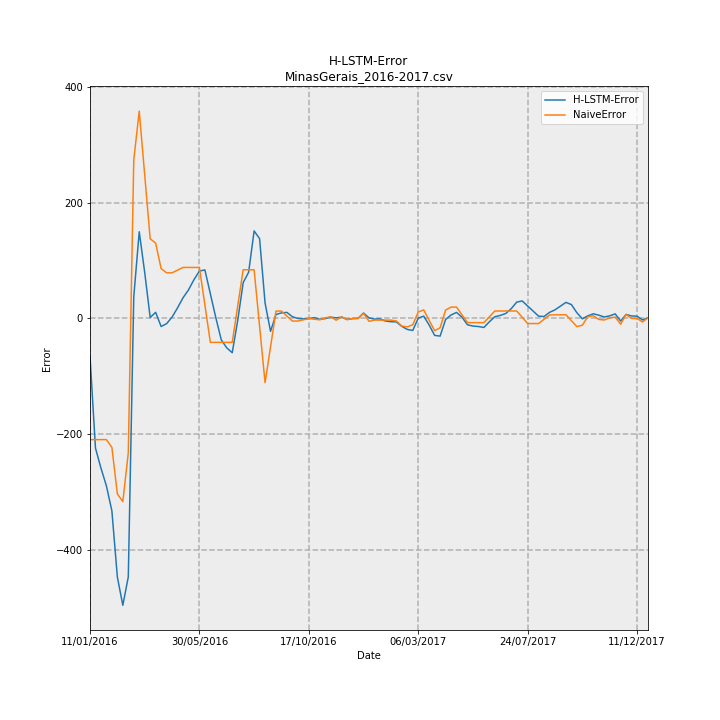 H-LSTM-Error
MinasGerais_2016-2017.csv
H-LSTM-Error
NaiveError
400
200
0
−200
−400
Error
11/01/2016 30/05/2016 17/10/2016 06/03/2017 24/07/2017 11/12/2017
Date